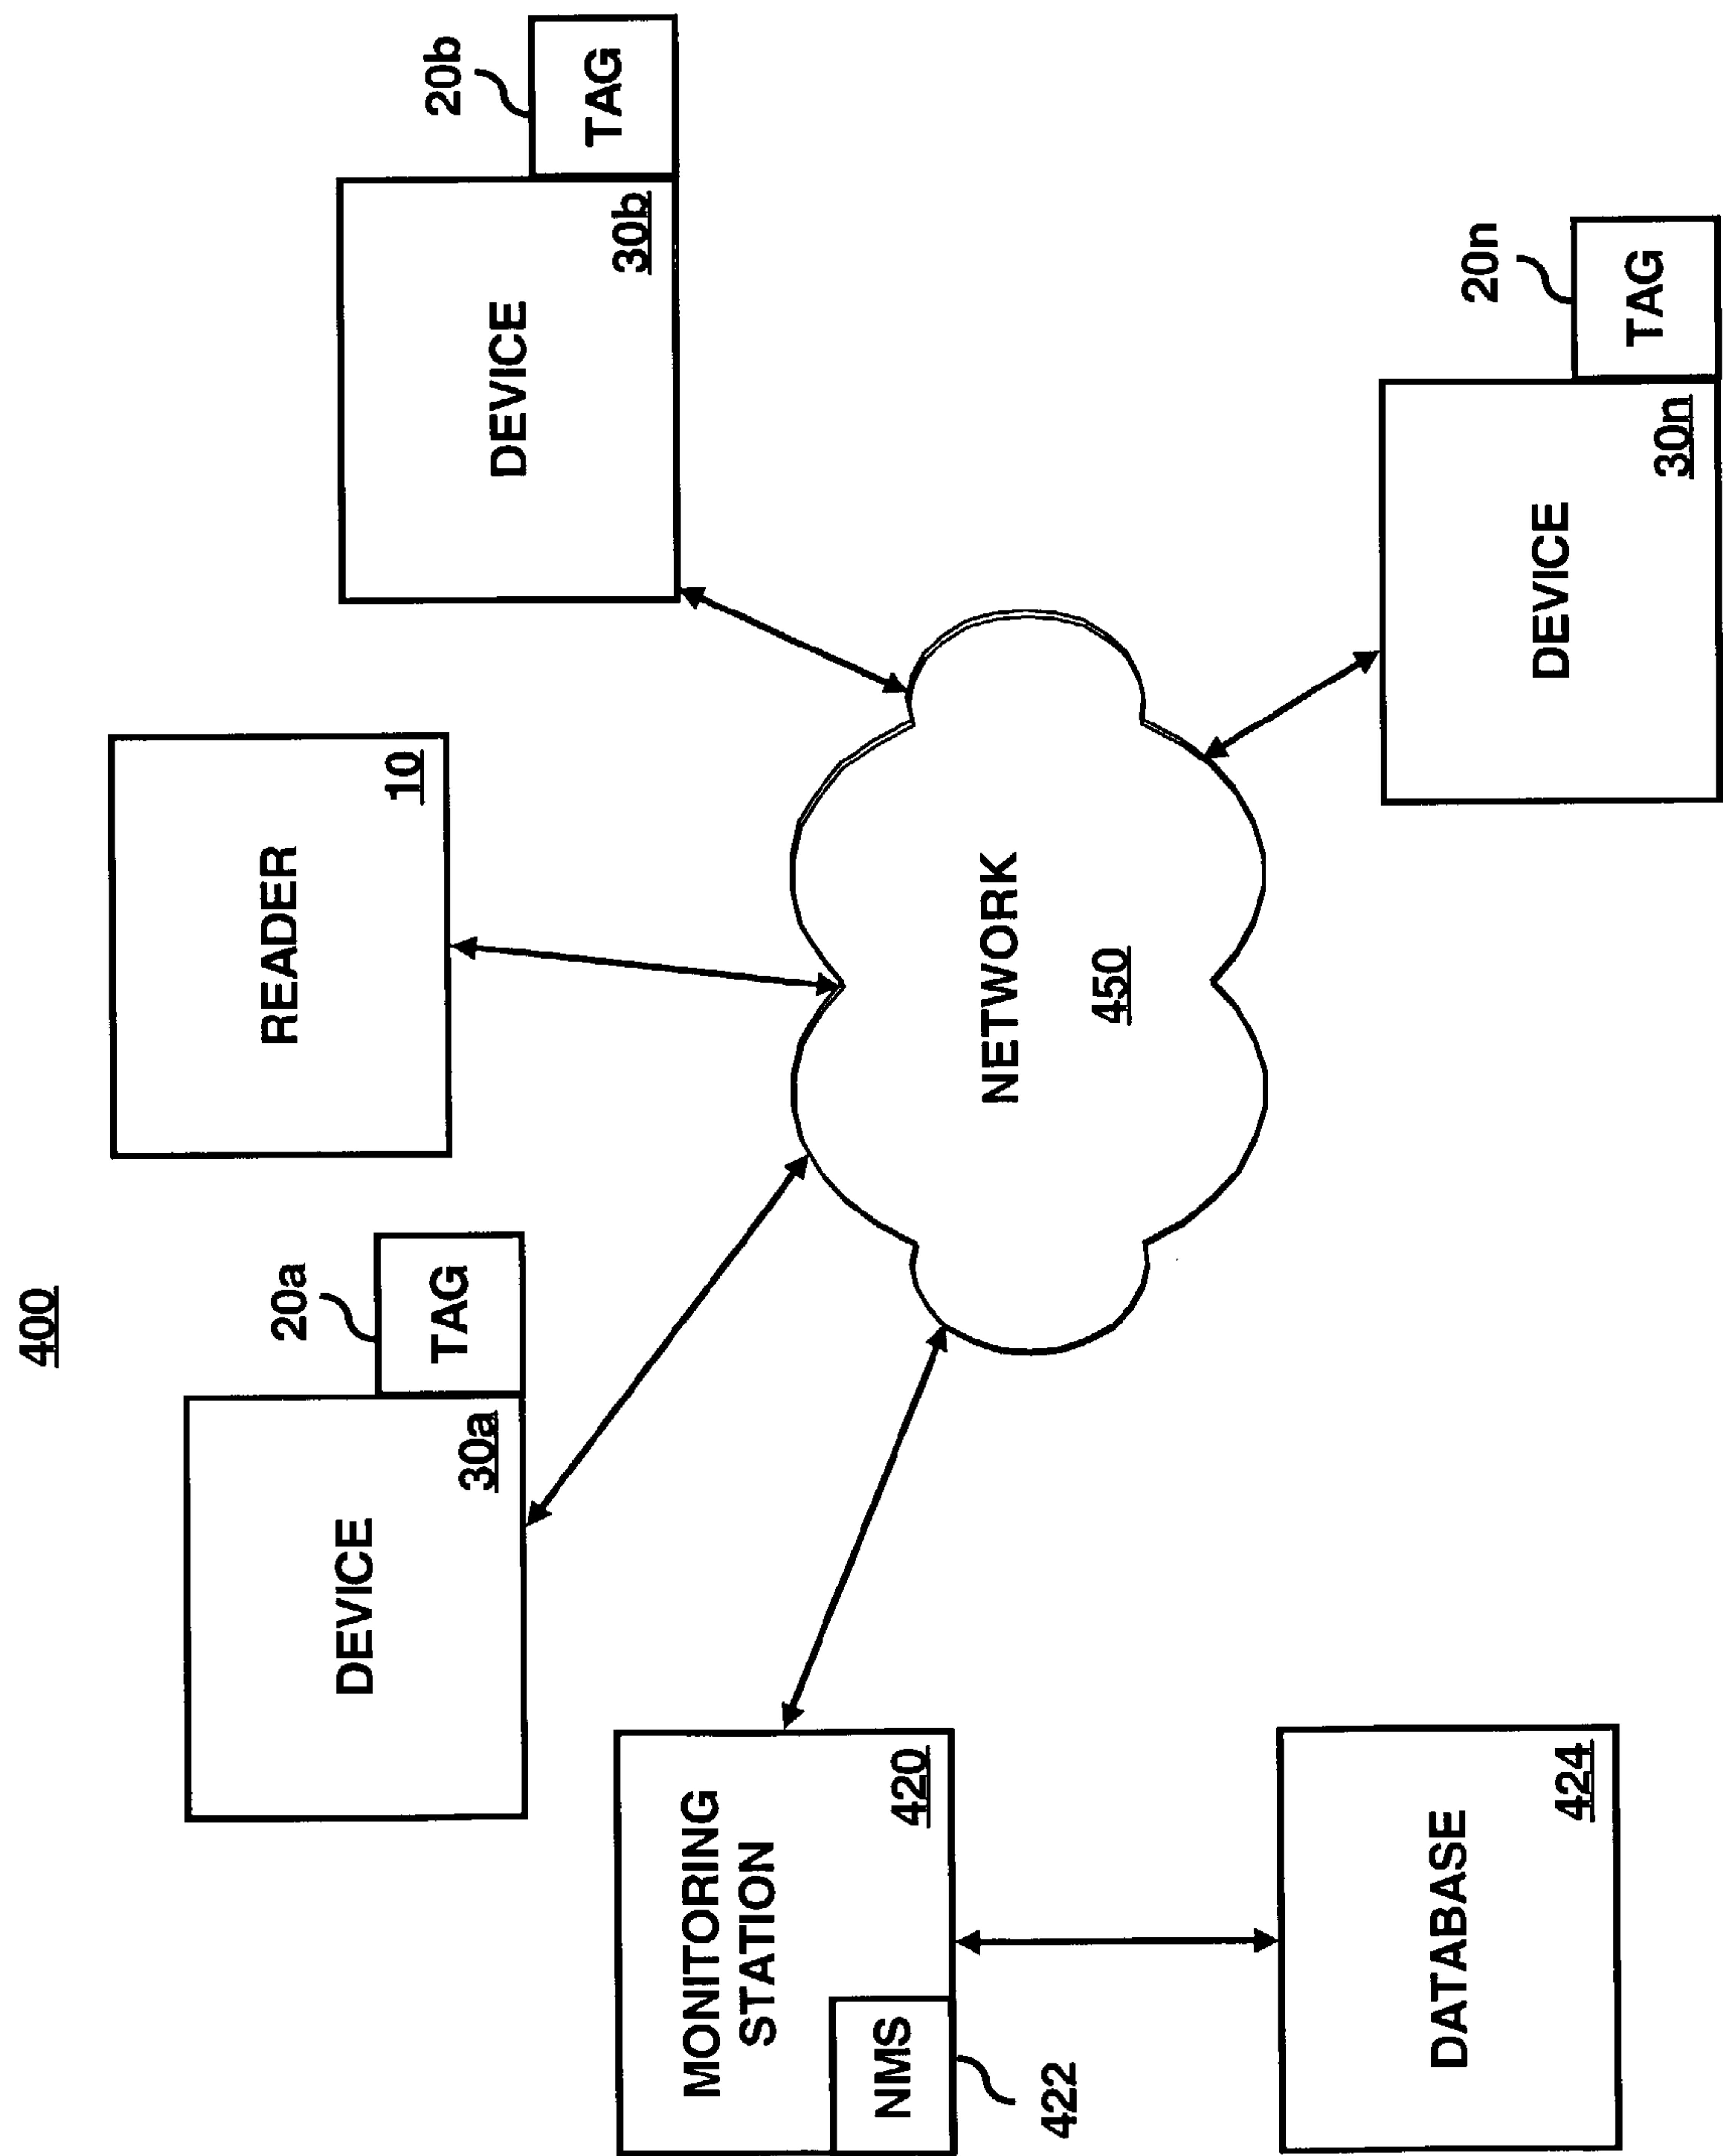 400
DEVICE
30a
TAG
20a
READER
10
DEVICE
30b
TAG
20b
MONITORING
STATION
420
NMS
422
NETWORK
450
DATABASE
424
DEVICE
30n
TAG
20n